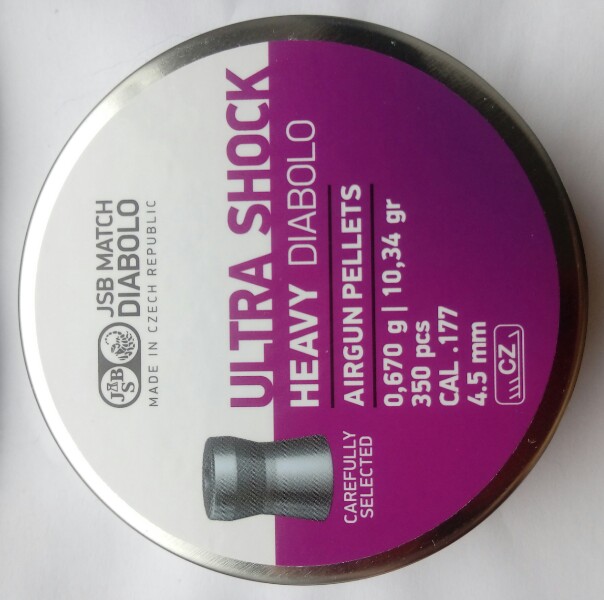 JSB
JSB MATCH
DIABOLO
MADE IN CZECH REPUBLIC
ULTRA SHOCK
HEAVY DIABOLO
AIRGUN PELLETS
0,670 g | 10,34 gr
350 pcs
CAL .177
4.5 mm
CZ
CAREFULLY
SELECTED